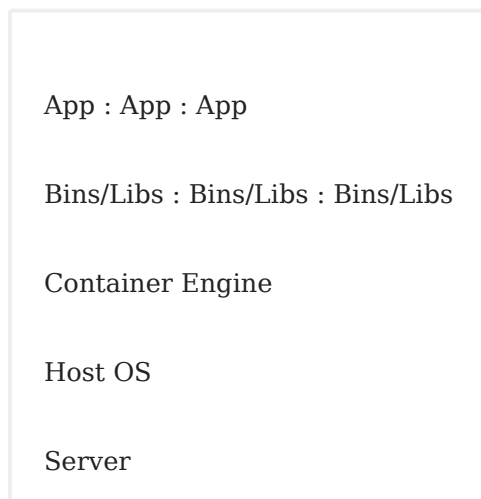 App : App : App
Bins/Libs : Bins/Libs : Bins/Libs
Container Engine
Host OS
Server